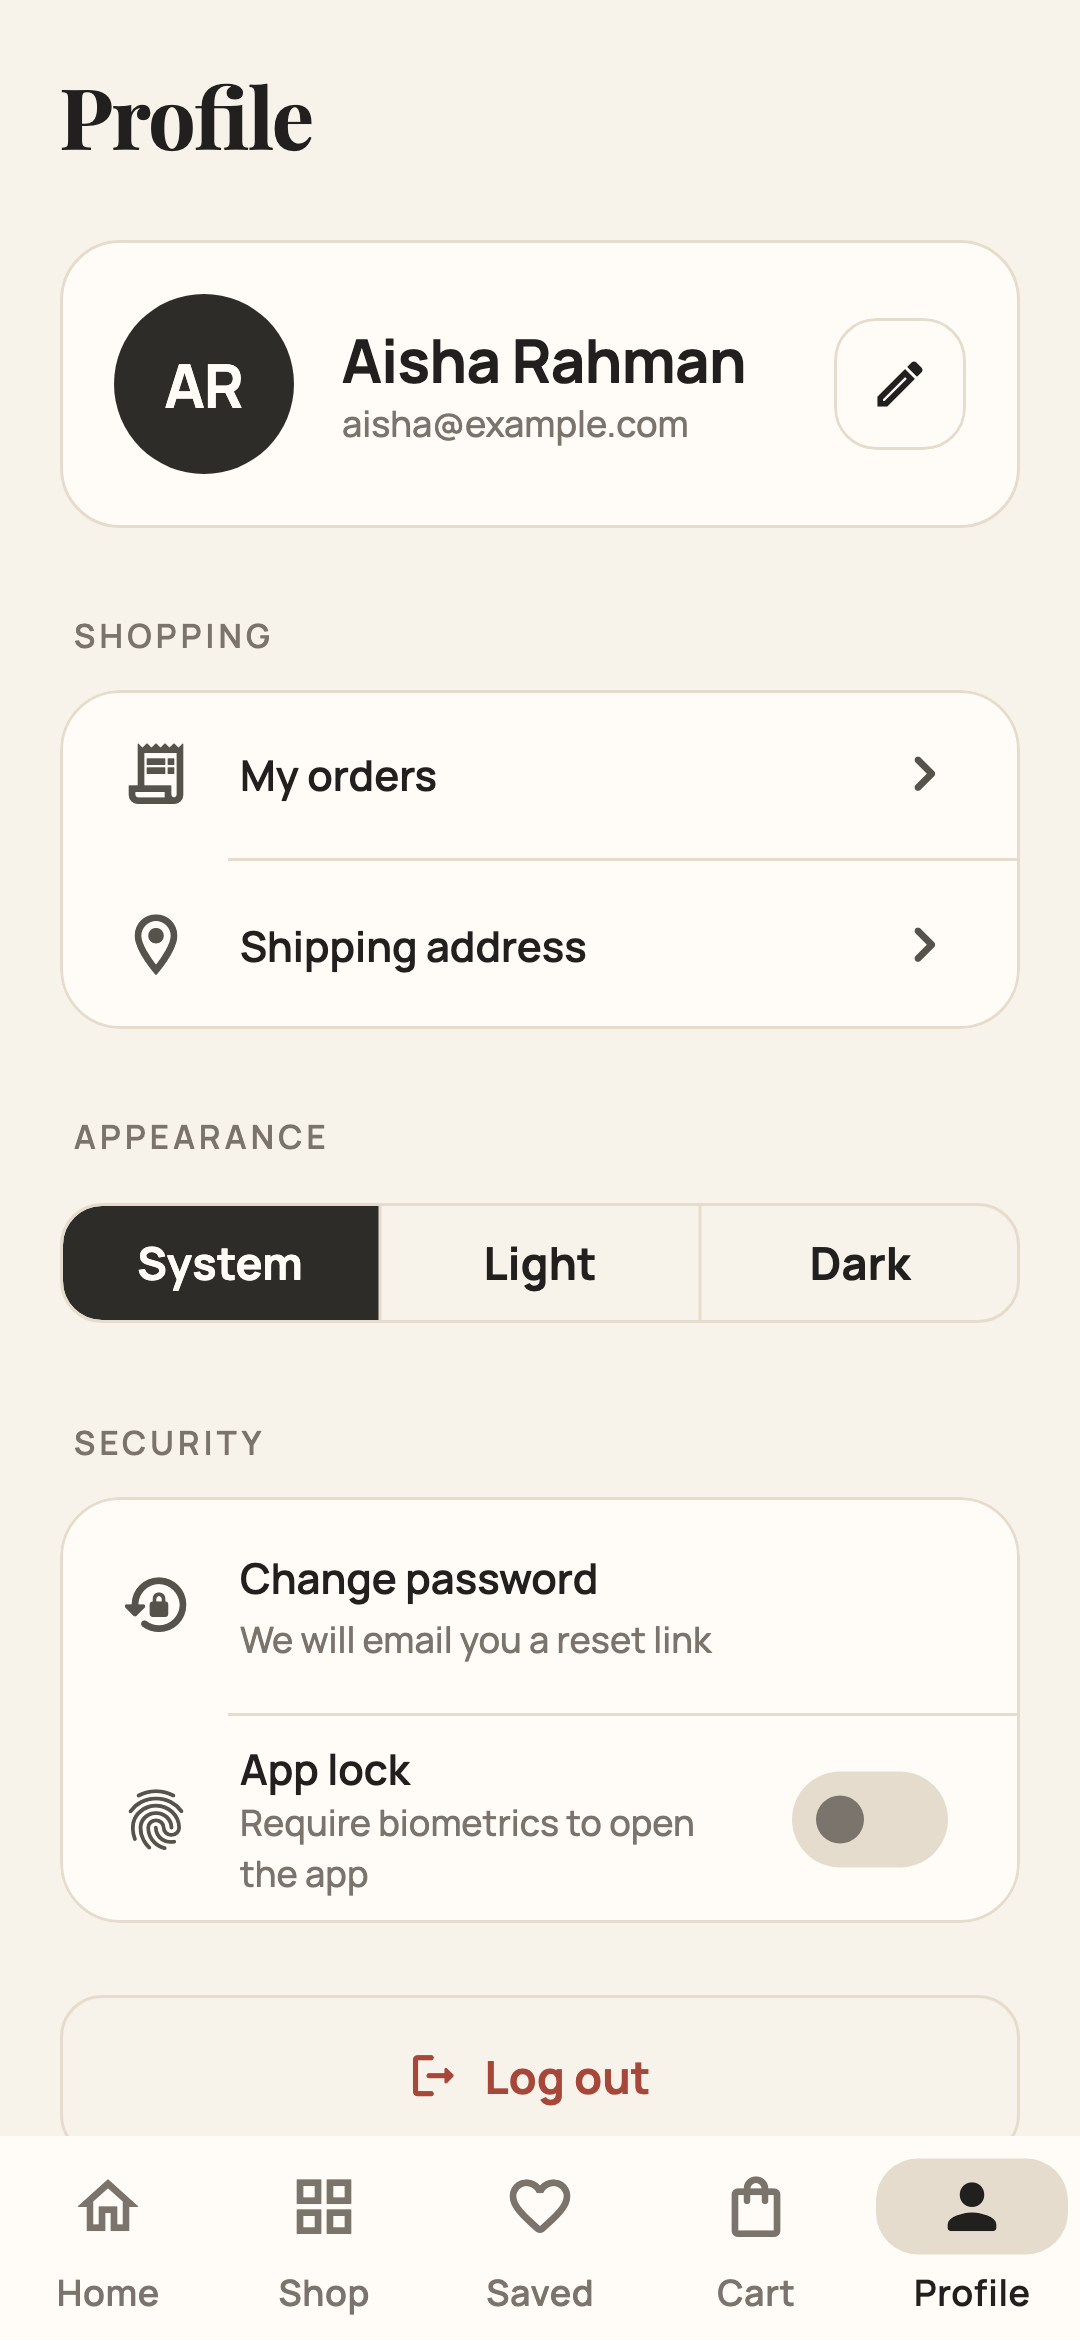 Profile
AR
Aisha Rahman
aisha@example.com
SHOPPING
My orders
Shipping address
APPEARANCE
System
Light
Dark
SECURITY
Change password
We will email you a reset link
App lock
Require biometrics to open
the app
Log out
Home
Shop
Saved
Cart
Profile